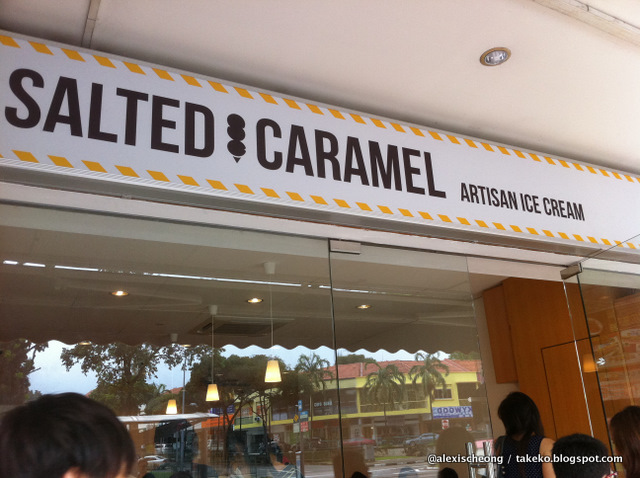 SALTED CARAMEL ARTISAN ICE CREAM
@alexischeong / takeko.blogspot.com